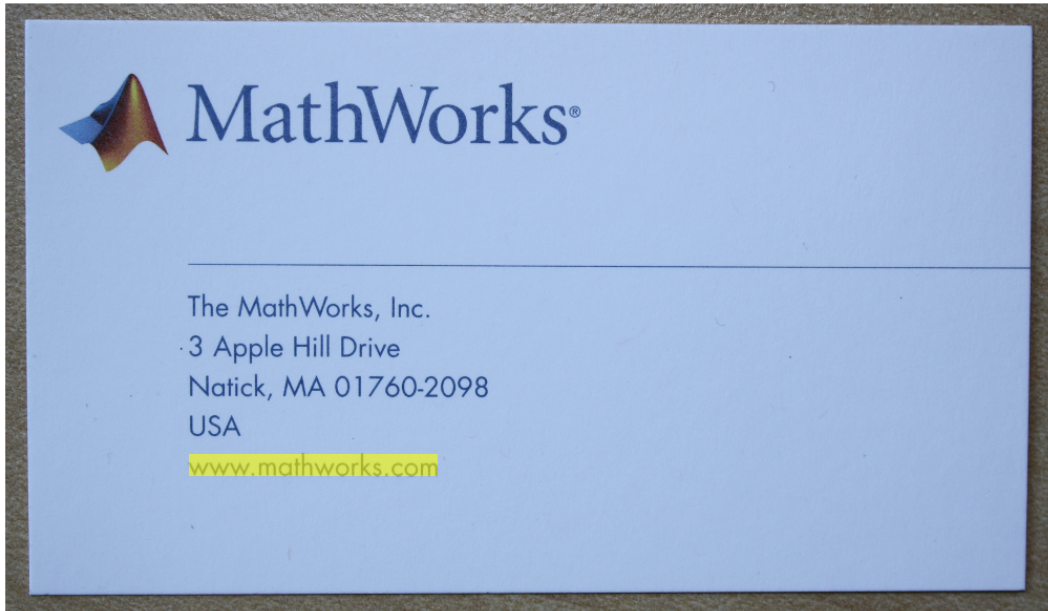 MathWorks®
The MathWorks, Inc.
3 Apple Hill Drive
Natick, MA 01760-2098
USA
www.mathworks.com